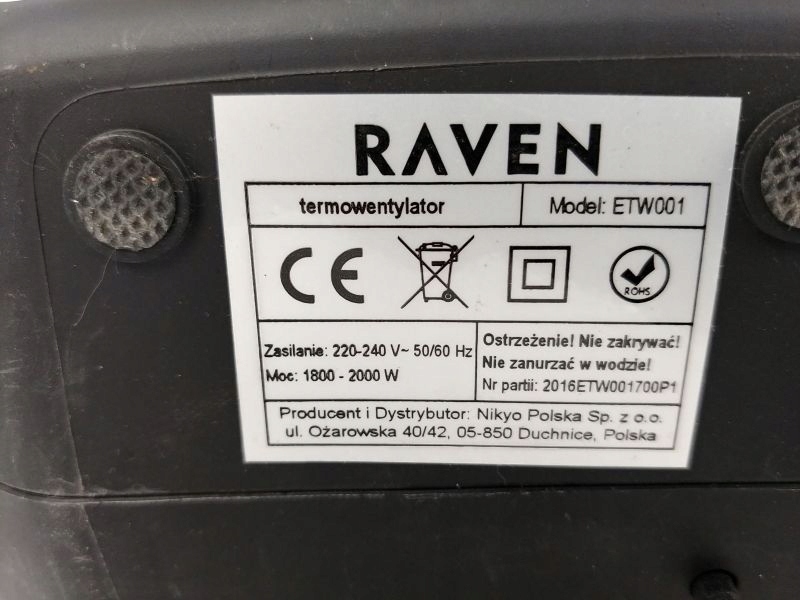 RAVEN
termowentylator
Model: ETW001
CE
ROHS
Zasilanie: 220-240 V~ 50/60 Hz
Moc: 1800 - 2000 W
Ostrzeżenie! Nie zakrywać!
Nie zanurzać w wodzie!
Nr partii: 2016ETW001700P1
Producent i Dystrybutor: Nikyo Polska Sp. z o.o.
ul. Ożarowska 40/42, 05-850 Duchnice, Polska